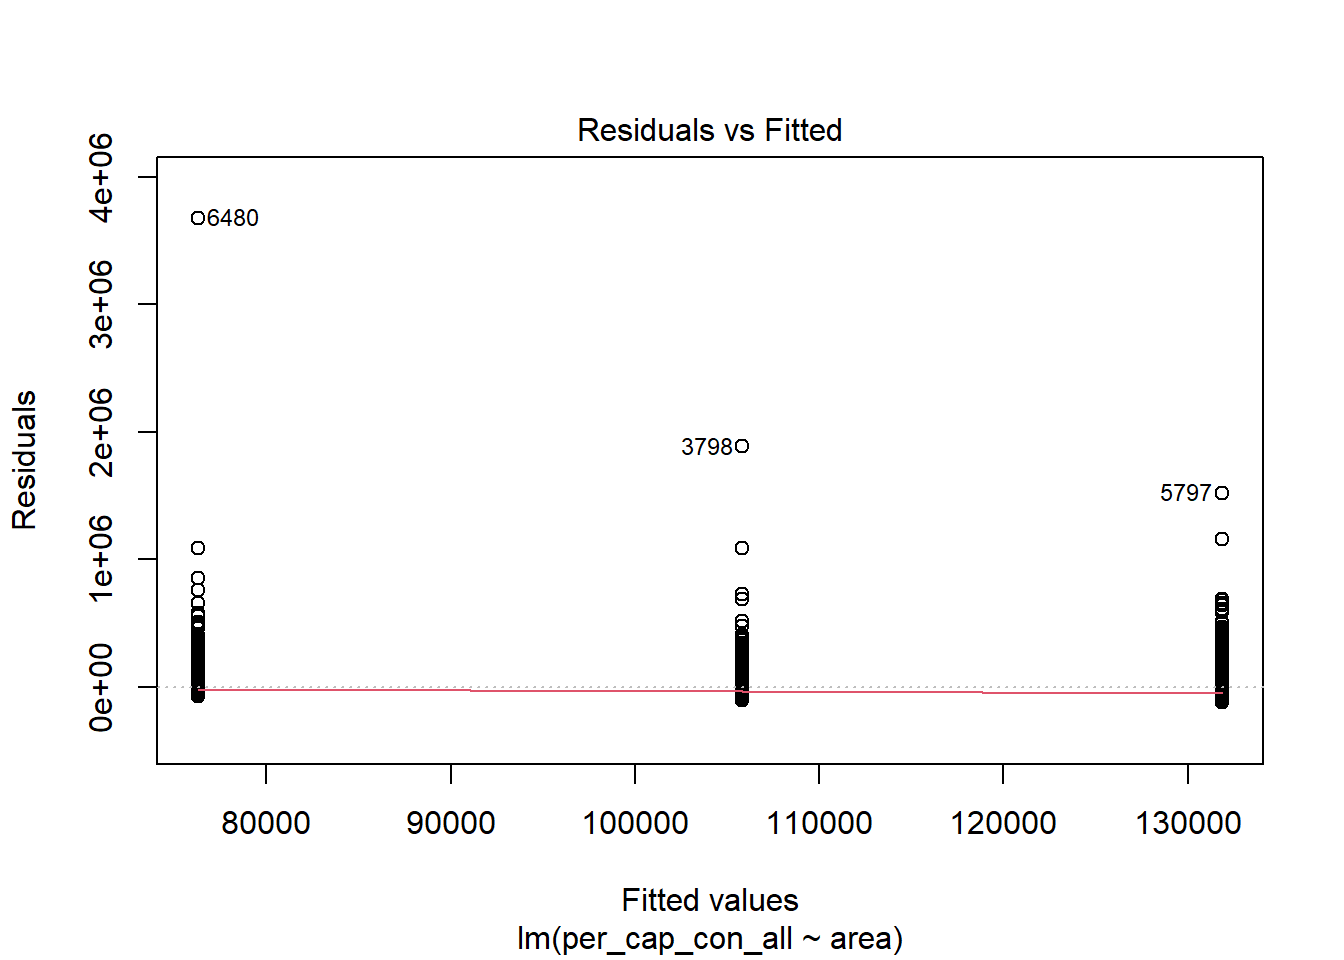 Residuals vs Fitted
4e+06
3e+06
2e+06
1e+06
0e+00
Residuals
6480
3798
5797
80000 90000 100000 110000 120000 130000
Fitted values
lm(per_cap_con_all ~ area)